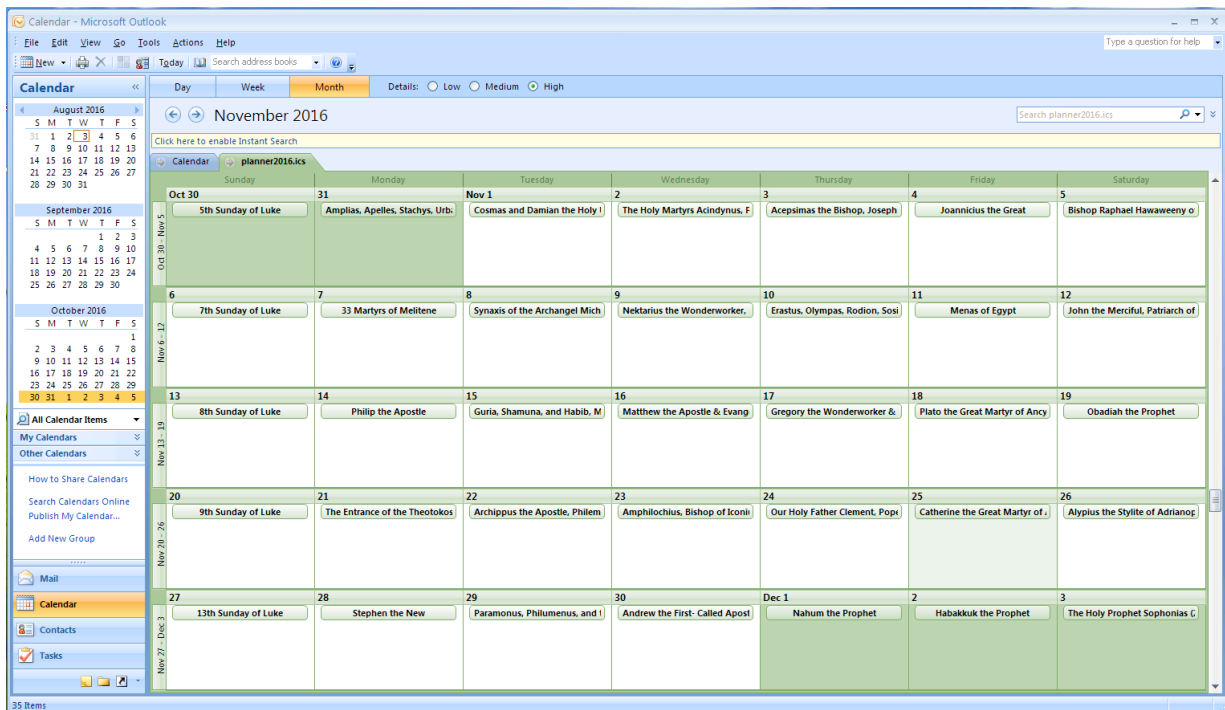 Calendar - Microsoft Outlook
File Edit View Go Tools Actions Help
Type a question for help
New Today Search address books
Calendar «
Day Week Month Details: Low Medium High
August 2016
S M T W T F S
31 1 2 3 4 5 6
7 8 9 10 11 12 13
14 15 16 17 18 19 20
21 22 23 24 25 26 27
28 29 30 31
September 2016
S M T W T F S
1 2 3
4 5 6 7 8 9 10
11 12 13 14 15 16 17
18 19 20 21 22 23 24
25 26 27 28 29 30
October 2016
S M T W T F S
1
2 3 4 5 6 7 8
9 10 11 12 13 14 15
16 17 18 19 20 21 22
23 24 25 26 27 28 29
30 31 1 2 3 4 5
All Calendar Items
My Calendars
Other Calendars
How to Share Calendars
Search Calendars Online
Publish My Calendar...
Add New Group
Mail
Calendar
Contacts
Tasks
November 2016
Search planner2016.ics
Click here to enable Instant Search
Calendar planner2016.ics
Sunday Monday Tuesday Wednesday Thursday Friday Saturday
Oct 30 - Nov 5
Oct 30 31 Nov 1 2 3 4 5
5th Sunday of Luke Amplias, Apelles, Stachys, Urb Cosmas and Damian the Holy The Holy Martyrs Acindynus, Acepsimas the Bishop, Joseph Joannicius the Great Bishop Raphael Hawaweeny o
Nov 6 - 12
6 7 8 9 10 11 12
7th Sunday of Luke 33 Martyrs of Melitene Synaxis of the Archangel Mich Nektarius the Wonderworker, Erastus, Olympas, Rodion, Sosi Menas of Egypt John the Merciful, Patriarch of
Nov 13 - 19
13 14 15 16 17 18 19
8th Sunday of Luke Philip the Apostle Guria, Shamuna, and Habib, M Matthew the Apostle & Evang Gregory the Wonderworker & Plato the Great Martyr of Ancy Obadiah the Prophet
Nov 20 - 26
20 21 22 23 24 25 26
9th Sunday of Luke The Entrance of the Theotokos Archippus the Apostle, Philem Amphilochius, Bishop of Iconi Our Holy Father Clement, Pope Catherine the Great Martyr of Alypius the Stylite of Adrianop
Nov 27 - Dec 3
27 28 29 30 Dec 1 2 3
13th Sunday of Luke Stephen the New Paramonus, Philumenus, and Andrew the First- Called Apost Nahum the Prophet Habakkuk the Prophet The Holy Prophet Sophonias
35 Items